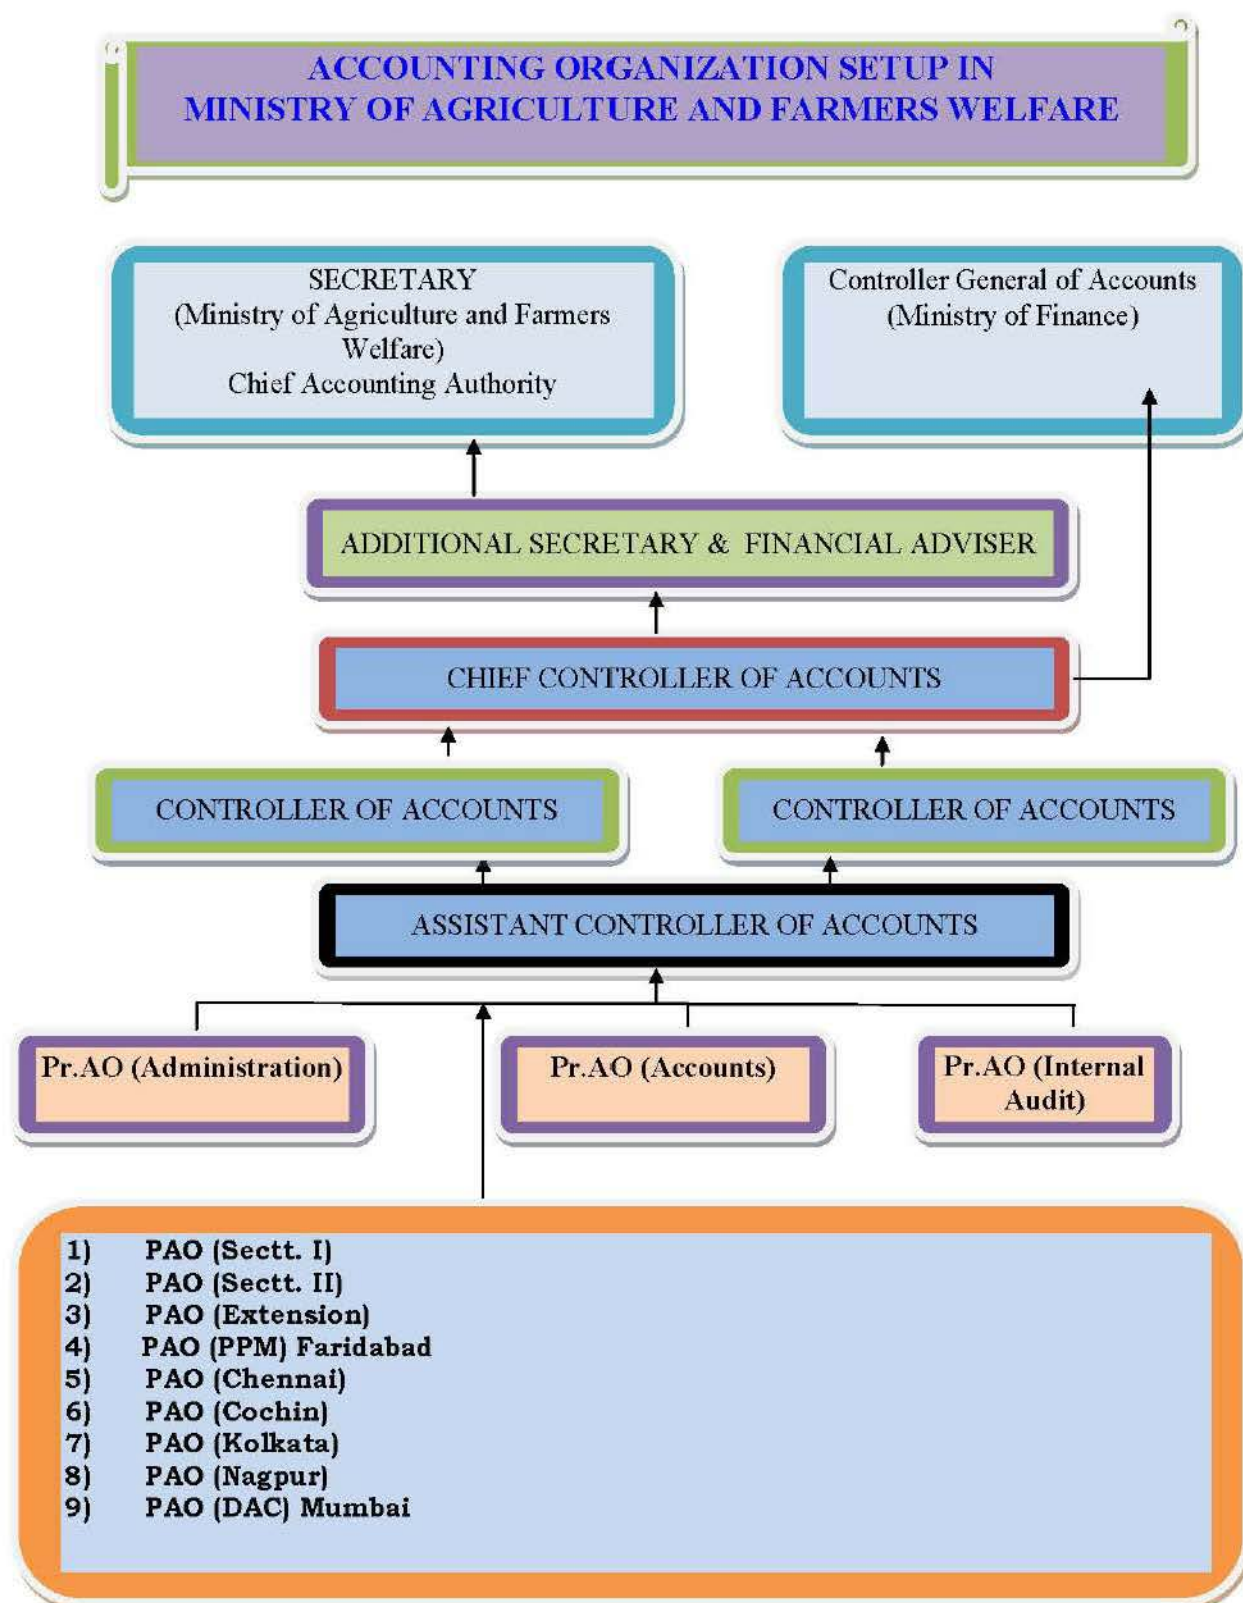 ACCOUNTING ORGANIZATION SETUP IN
MINISTRY OF AGRICULTURE AND FARMERS WELFARE
SECRETARY
(Ministry of Agriculture and Farmers
Welfare)
Chief Accounting Authority
Controller General of Accounts
(Ministry of Finance)
ADDITIONAL SECRETARY & FINANCIAL ADVISER
CHIEF CONTROLLER OF ACCOUNTS
CONTROLLER OF ACCOUNTS
CONTROLLER OF ACCOUNTS
ASSISTANT CONTROLLER OF ACCOUNTS
Pr.AO (Administration)
Pr.AO (Accounts)
Pr.AO (Internal
Audit)
1) PAO (Sectt. I)
2) PAO (Sectt. II)
3) PAO (Extension)
4) PAO (PPM) Faridabad
5) PAO (Chennai)
6) PAO (Cochin)
7) PAO (Kolkata)
8) PAO (Nagpur)
9) PAO (DAC) Mumbai